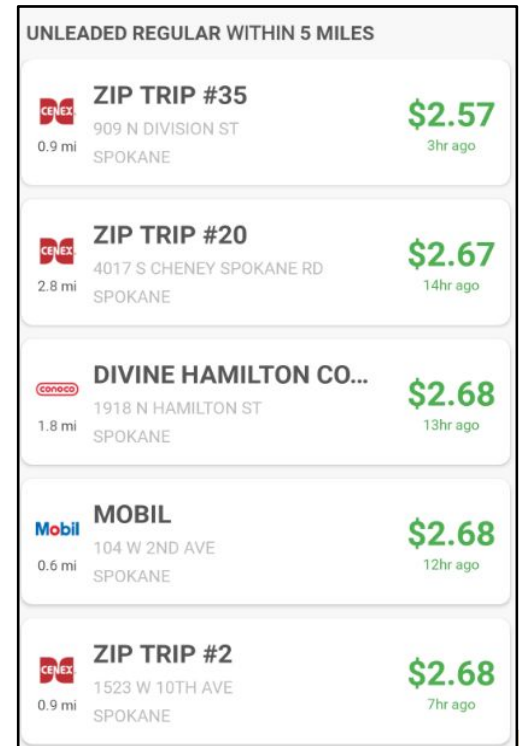 UNLEADED REGULAR WITHIN 5 MILES
CENEX
ZIP TRIP #35
909 N DIVISION ST
SPOKANE
0.9 mi
$2.57
3hr ago
CENEX
ZIP TRIP #20
4017 S CHENEY SPOKANE RD
SPOKANE
2.8 mi
$2.67
14hr ago
conoco
DIVINE HAMILTON CO...
1918 N HAMILTON ST
SPOKANE
1.8 mi
$2.68
13hr ago
Mobil
MOBIL
104 W 2ND AVE
SPOKANE
0.6 mi
$2.68
12hr ago
CENEX
ZIP TRIP #2
1523 W 10TH AVE
SPOKANE
0.9 mi
$2.68
7hr ago